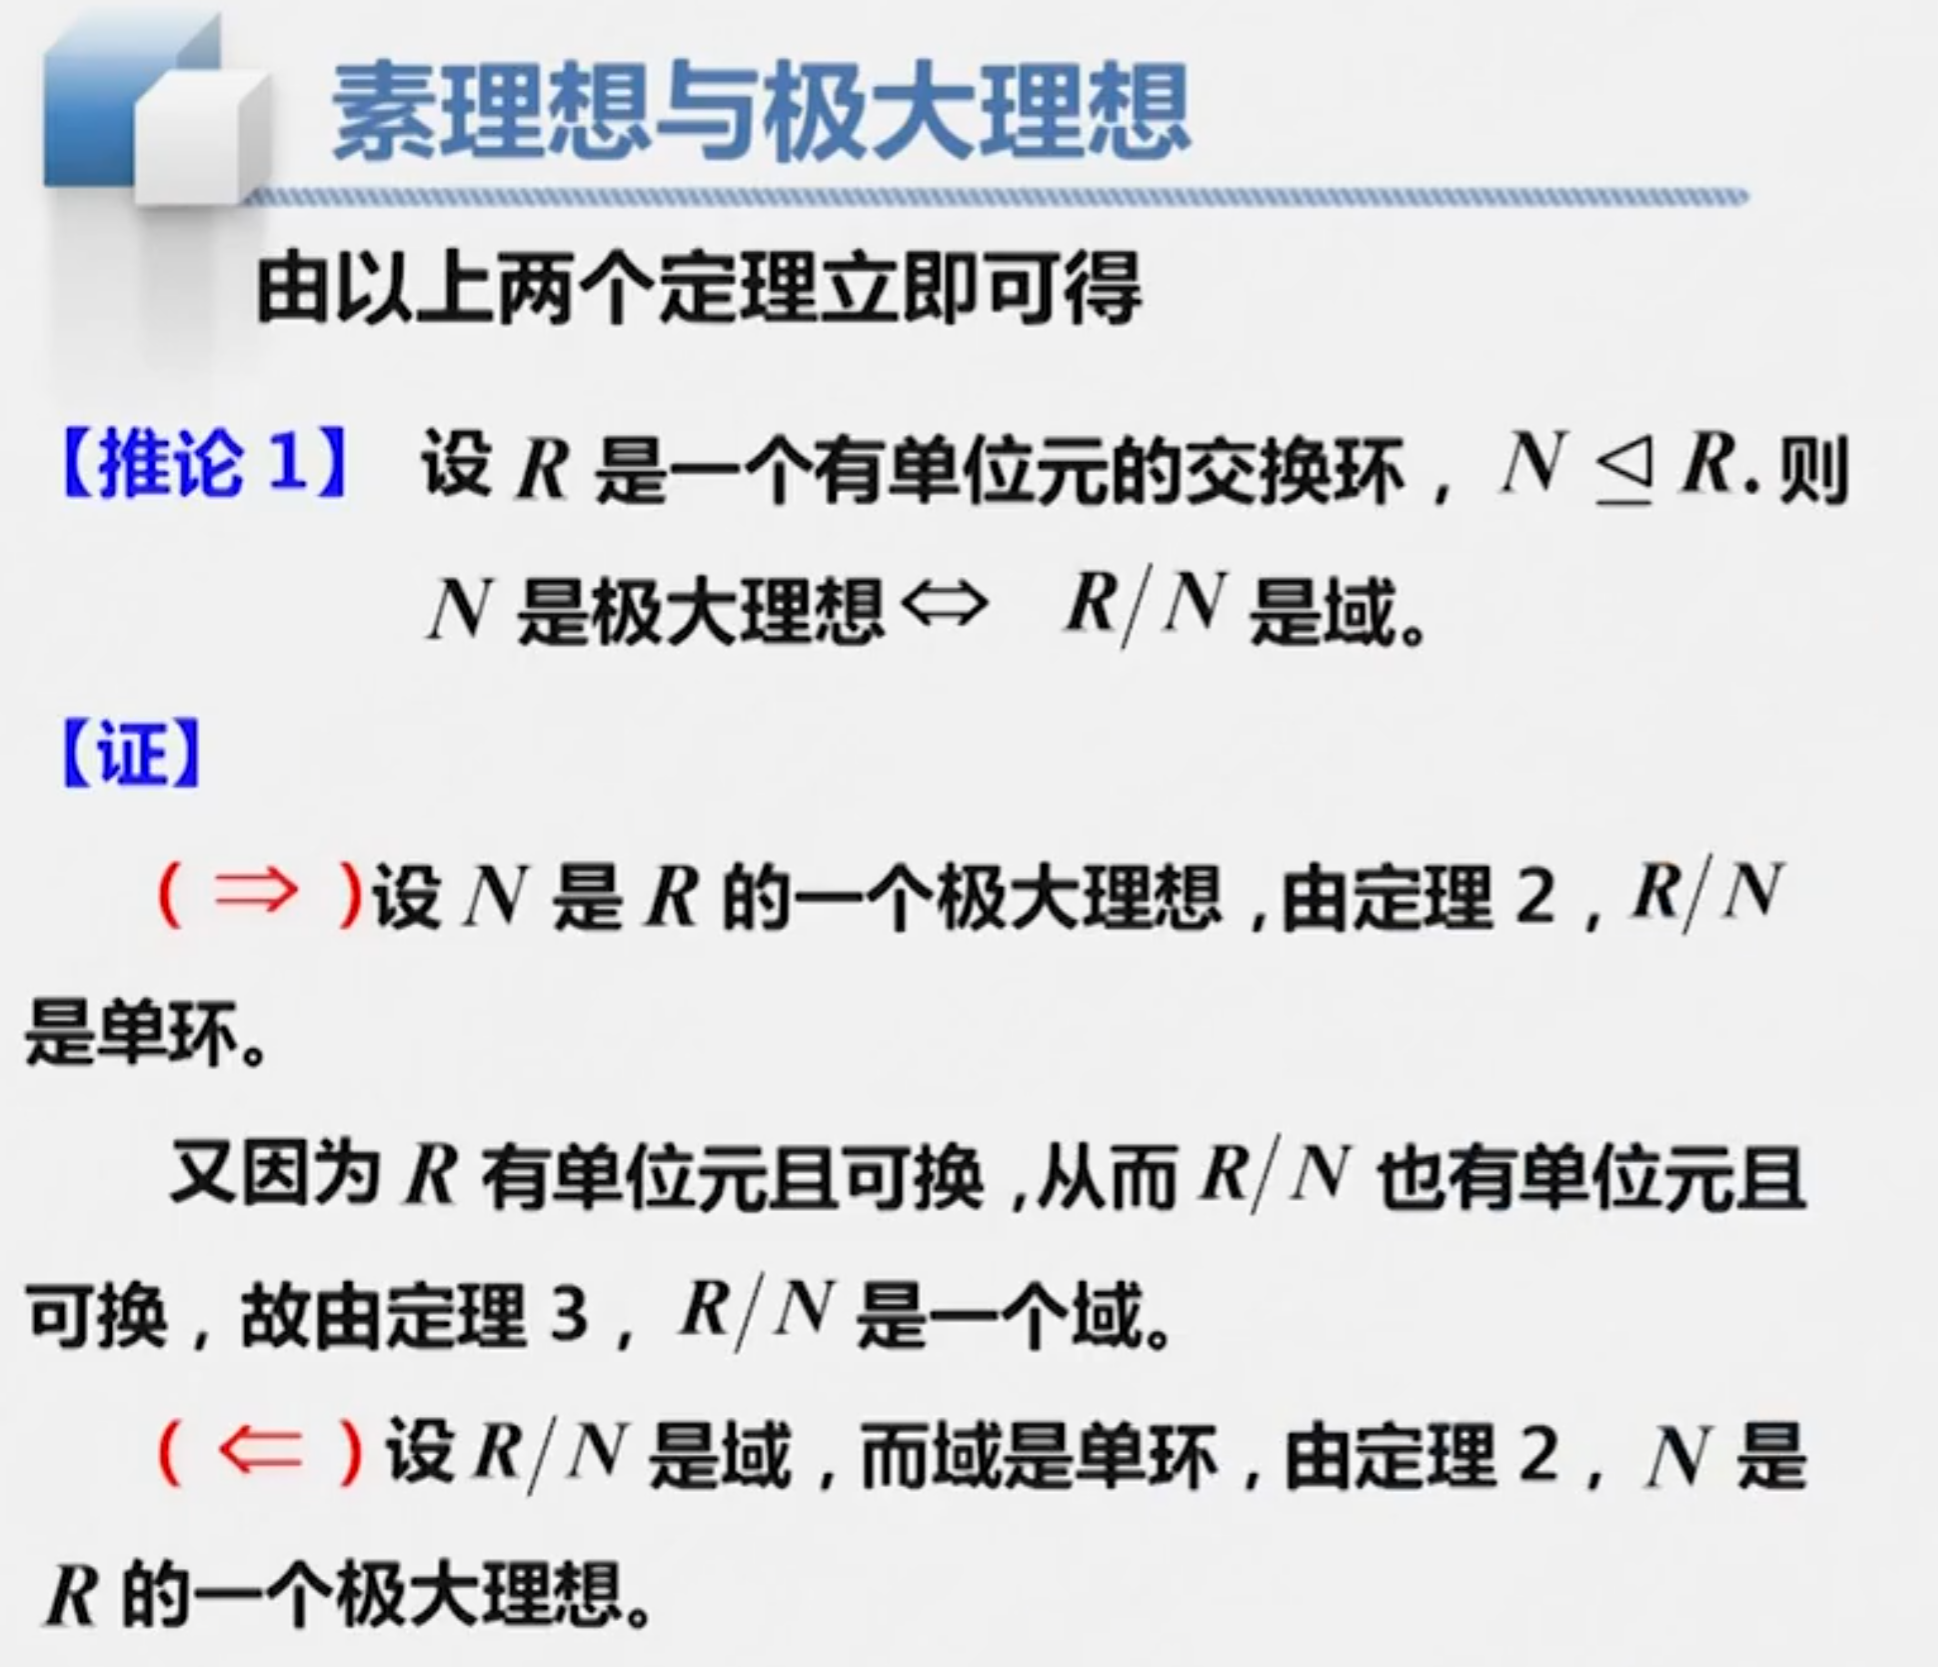 素理想与极大理想
由以上两个定理立即可得
【推论 1】 设 R 是一个有单位元的交换环，N ⊴ R. 则
N 是极大理想 ⇔ R/N 是域。
【证】
( ⇒ )设 N 是 R 的一个极大理想 ,由定理 2 , R/N
是单环。
又因为 R 有单位元且可换 ,从而 R/N 也有单位元且
可换，故由定理 3 ，R/N 是一个域。
( ⇐ ) 设 R/N 是域，而域是单环，由定理 2 ，N 是
R 的一个极大理想。